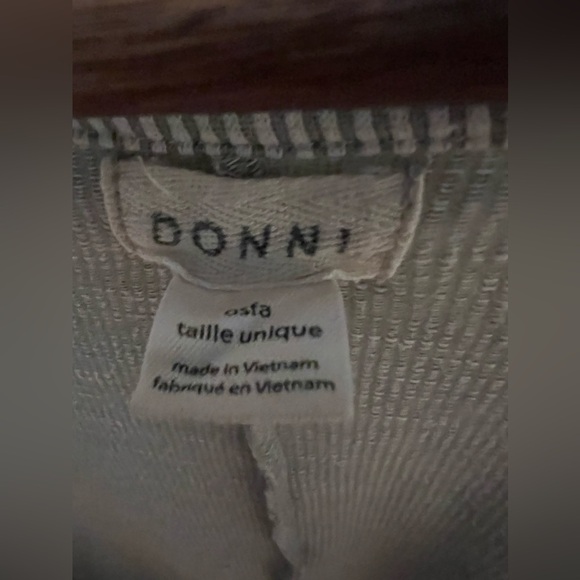 DONNI
osfa
taille unique
made in Vietnam
fabriqué en Vietnam